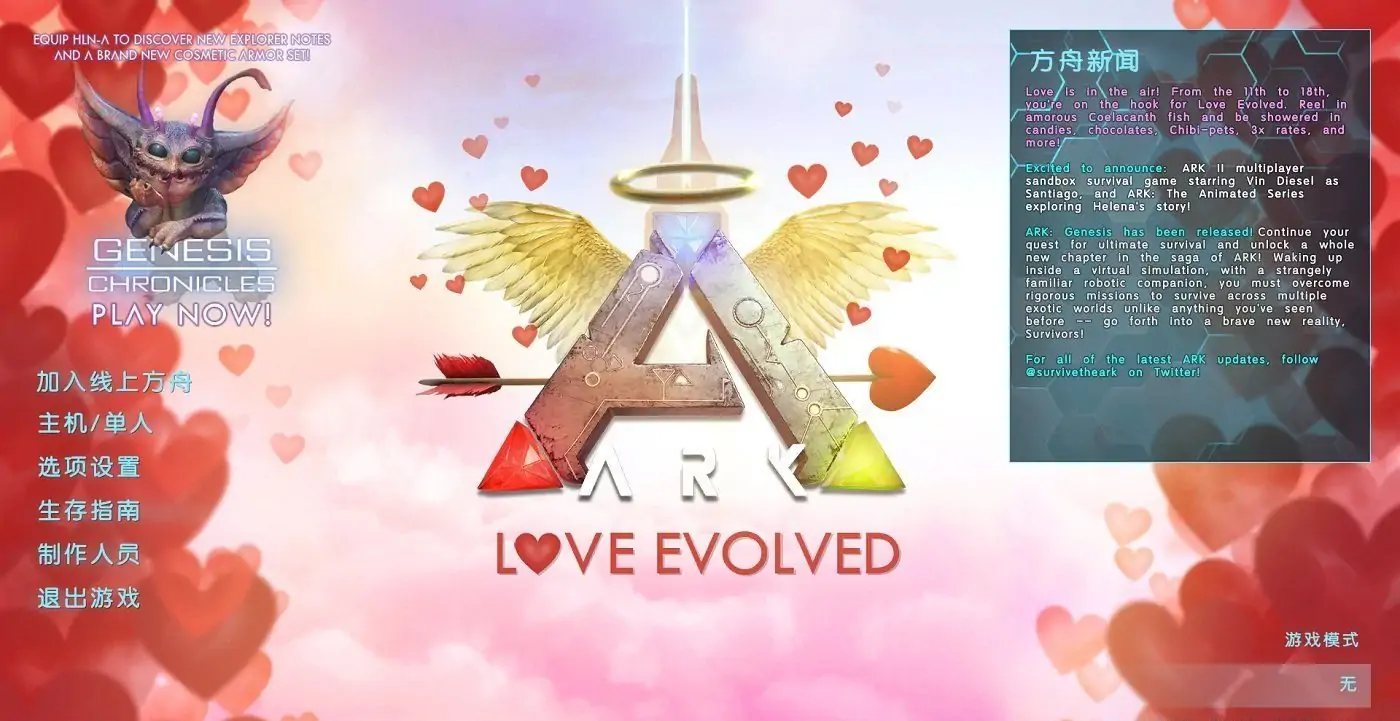 EQUIP HLN-A TO DISCOVER NEW EXPLORER NOTES
AND A BRAND NEW COSMETIC ARMOR SET!
GENESIS
CHRONICLES
PLAY NOW!
加入线上方舟
主机/单人
选项设置
生存指南
制作人员
退出游戏
ARK
LOVE EVOLVED
方舟新闻
Love is in the air! From the 11th to 18th,
you're on the hook for Love Evolved. Reel in
amorous Coelacanth fish and be showered in
candies, chocolates, Chibi-pets, 3x rates, and
more!
Excited to announce: ARK II multiplayer
sandbox survival game starring Vin Diesel as
Santiago, and ARK: The Animated Series
exploring Helena's story!
ARK: Genesis has been released! Continue your
quest for ultimate survival and unlock a whole
new chapter in the saga of ARK! Waking up
inside a virtual simulation, with a strangely
familiar robotic companion, you must overcome
rigorous missions to survive across multiple
exotic worlds unlike anything you've seen
before -- go forth into a brave new reality,
Survivors!
For all of the latest ARK updates, follow
@survivetheark on Twitter!
游戏模式
无